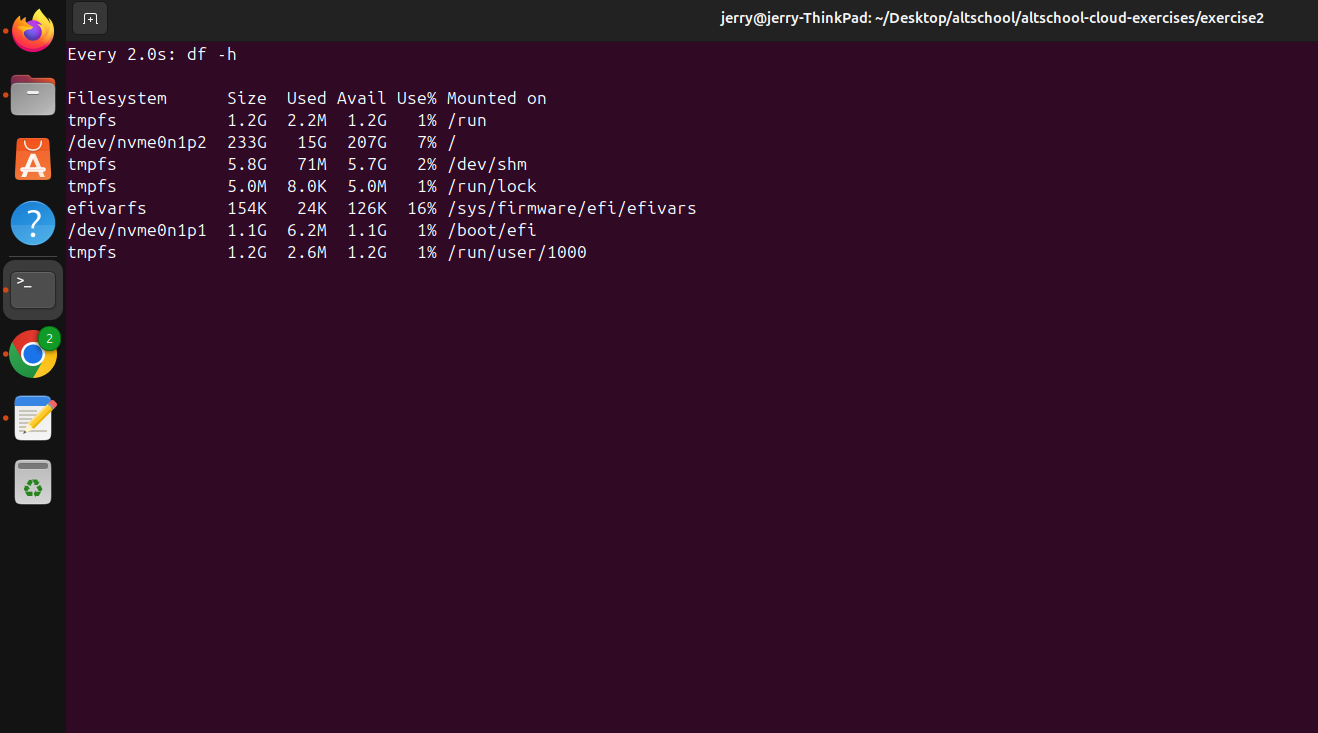 jerry@jerry-ThinkPad: ~/Desktop/altschool/altschool-cloud-exercises/exercise2
Every 2.0s: df -h
Filesystem      Size  Used Avail Use% Mounted on
tmpfs           1.2G  2.2M  1.2G   1% /run
/dev/nvme0n1p2  233G   15G  207G   7% /
tmpfs           5.8G   71M  5.7G   2% /dev/shm
tmpfs           5.0M  8.0K  5.0M   1% /run/lock
efivarfs        154K   24K  126K  16% /sys/firmware/efi/efivars
/dev/nvme0n1p1  1.1G  6.2M  1.1G   1% /boot/efi
tmpfs           1.2G  2.6M  1.2G   1% /run/user/1000
?
>_
2